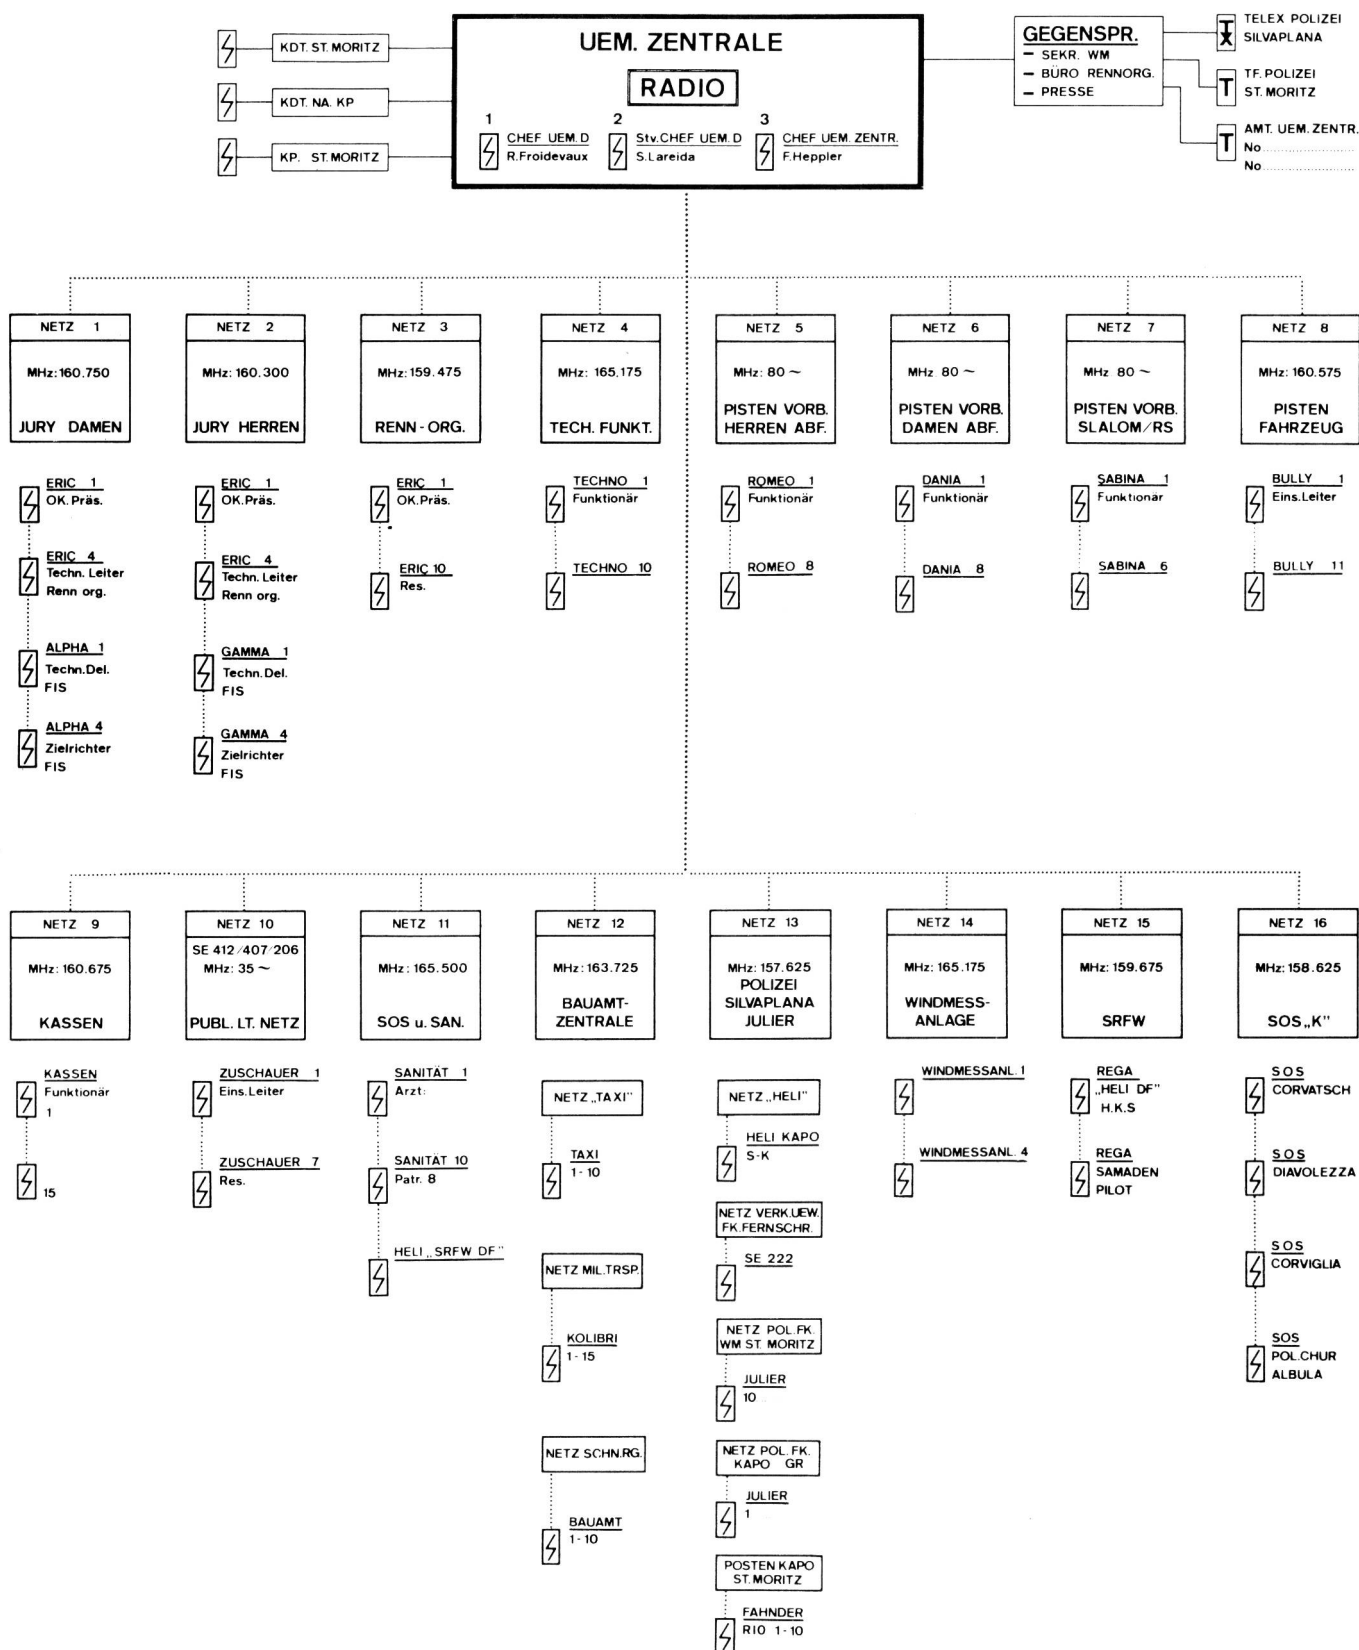 KDT. ST. MORITZ
KDT. NA. KP
KP. ST. MORITZ
UEM. ZENTRALE
RADIO
1
CHEF UEM. D
R.Froidevaux
2
Stv.CHEF UEM. D
S.Lareida
3
CHEF UEM. ZENTR.
F.Heppler
GEGENSPR.
– SEKR. WM
– BÜRO RENNORG.
– PRESSE
TX
TELEX POLIZEI
SILVAPLANA
T
TF. POLIZEI
ST. MORITZ
T
AMT. UEM. ZENTR.
No..................
No..................
NETZ 1
MHz: 160.750
JURY DAMEN
ERIC 1
OK. Präs.
ERIC 4
Techn. Leiter
Renn org.
ALPHA 1
Techn. Del.
FIS
ALPHA 4
Zielrichter
FIS
NETZ 2
MHz: 160.300
JURY HERREN
ERIC 1
OK. Präs.
ERIC 4
Techn. Leiter
Renn org.
GAMMA 1
Techn. Del.
FIS
GAMMA 4
Zielrichter
FIS
NETZ 3
MHz: 159.475
RENN - ORG.
ERIC 1
OK. Präs.
ERIC 10
Res.
NETZ 4
MHz: 165.175
TECH. FUNKT.
TECHNO 1
Funktionär
TECHNO 10
NETZ 5
MHz: 80 ~
PISTEN VORB.
HERREN ABF.
ROMEO 1
Funktionär
ROMEO 8
NETZ 6
MHz 80 ~
PISTEN VORB.
DAMEN ABF.
DANIA 1
Funktionär
DANIA 8
NETZ 7
MHz 80 ~
PISTEN VORB.
SLALOM/RS
SABINA 1
Funktionär
SABINA 6
NETZ 8
MHz: 160.575
PISTEN
FAHRZEUG
BULLY 1
Eins. Leiter
BULLY 11
NETZ 9
MHz: 160.675
KASSEN
KASSEN
Funktionär
1
15
NETZ 10
SE 412/407/206
MHz: 35 ~
PUBL. LT. NETZ
ZUSCHAUER 1
Eins. Leiter
ZUSCHAUER 7
Res.
NETZ 11
MHz: 165.500
SOS u. SAN.
SANITÄT 1
Arzt:
SANITÄT 10
Patr. 8
HELI „SRFW DF"
NETZ 12
MHz: 163.725
BAUAMT-
ZENTRALE
NETZ „TAXI"
TAXI
1 - 10
NETZ MIL. TRSP.
KOLIBRI
1 - 15
NETZ SCHN. RG.
BAUAMT
1 - 10
NETZ 13
MHz: 157.625
POLIZEI
SILVAPLANA
JULIER
NETZ „HELI"
HELI KAPO
S-K
NETZ VERK. UEW.
FK. FERNSCHR.
SE 222
NETZ POL. FK.
WM ST. MORITZ
JULIER
10
NETZ POL. FK.
KAPO GR
JULIER
1
POSTEN KAPO
ST. MORITZ
FAHNDER
RIO 1-10
NETZ 14
MHz: 165.175
WINDMESS-
ANLAGE
WINDMESSANL. 1
WINDMESSANL. 4
NETZ 15
MHz: 159.675
SRFW
REGA
„HELI DF"
H.K.S
REGA
SAMADEN
PILOT
NETZ 16
MHz: 158.625
SOS „K"
SOS
CORVATSCH
SOS
DIAVOLEZZA
SOS
CORVIGLIA
SOS
POL. CHUR
ALBULA